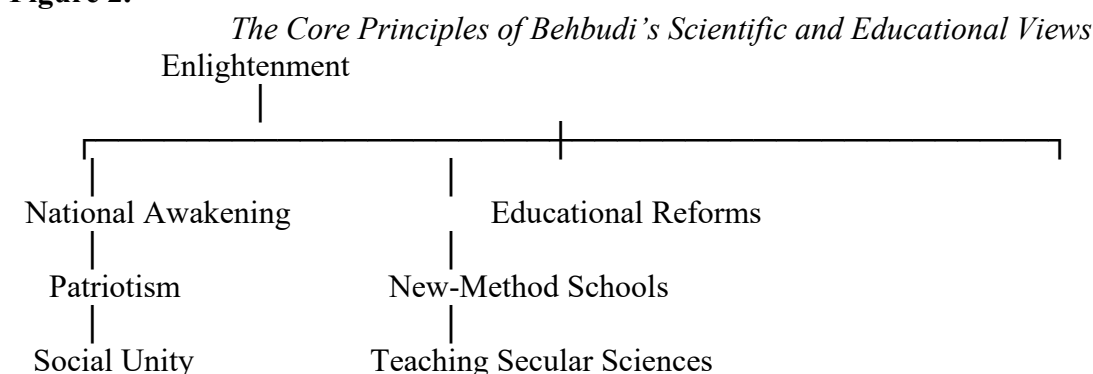 Figure 2.
The Core Principles of Behbudi’s Scientific and Educational Views
Enlightenment
National Awakening Educational Reforms
Patriotism New-Method Schools
Social Unity Teaching Secular Sciences